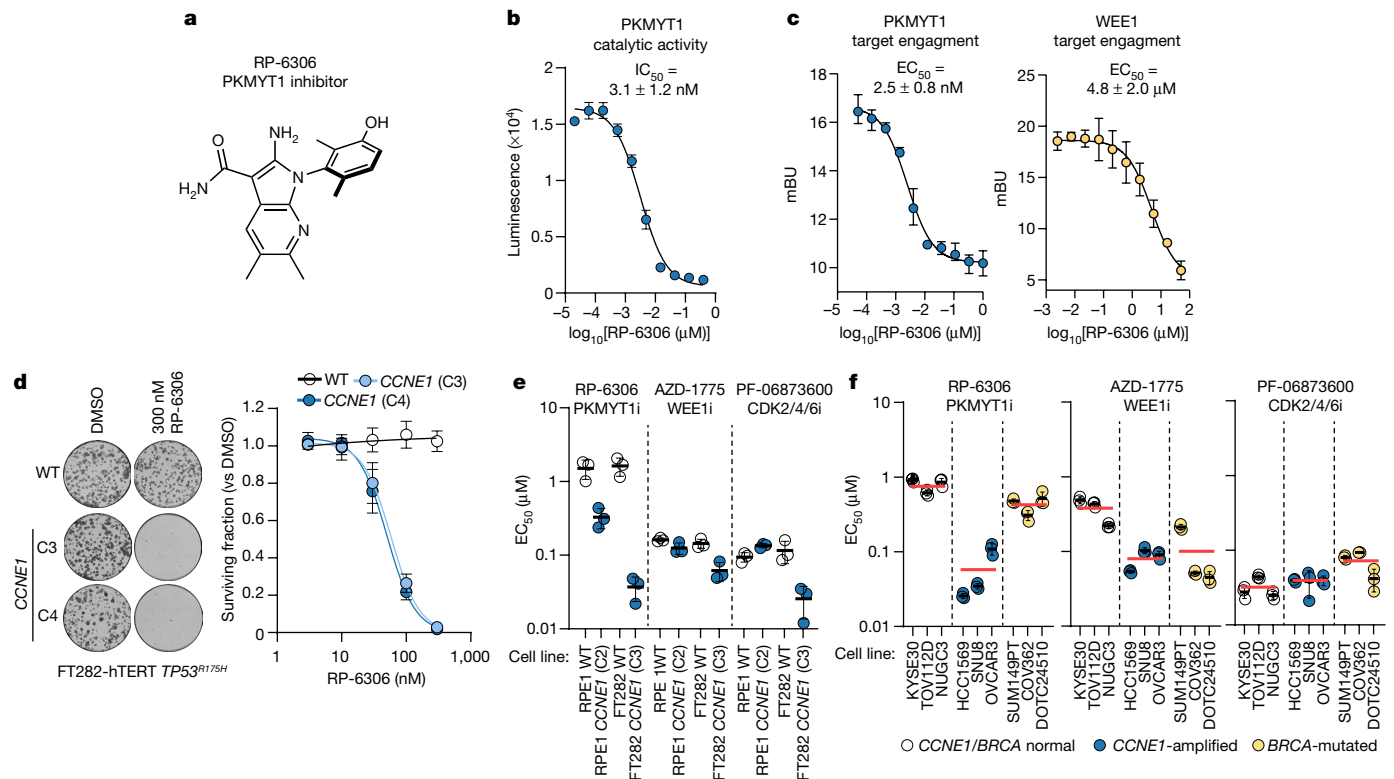 a
RP-6306
PKMYT1 inhibitor
O
NH2
OH
H2N
N
N
b
PKMYT1
catalytic activity
IC50 =
3.1 ± 1.2 nM
Luminescence (×10⁴)
2
1.5
1
0.5
0
−5 −4 −3 −2 −1 0
log10[RP-6306 (μM)]
c
PKMYT1
target engagment
EC50 =
2.5 ± 0.8 nM
mBU
18
16
14
12
10
−5 −4 −3 −2 −1 0
log10[RP-6306 (μM)]
WEE1
target engagment
EC50 =
4.8 ± 2.0 μM
mBU
25
20
15
10
5
−3 −2 −1 0 1 2
log10[RP-6306 (μM)]
d
DMSO
300 nM
RP-6306
WT
C3
C4
CCNE1
FT282-hTERT TP53R175H
WT CCNE1 (C3)
CCNE1 (C4)
Surviving fraction (vs DMSO)
1.2
1.0
0.8
0.6
0.4
0.2
0
1 10 100 1,000
RP-6306 (nM)
e
RP-6306
PKMYT1i
AZD-1775
WEE1i
PF-06873600
CDK2/4/6i
EC50 (μM)
10
1
0.1
0.01
Cell line:
RPE1 WT
RPE1 CCNE1 (C2)
FT282 WT
FT282 CCNE1 (C3)
RPE 1WT
RPE1 CCNE1 (C2)
FT282 WT
FT282 CCNE1 (C3)
RPE1 WT
RPE1 CCNE1 (C2)
FT282 WT
FT282 CCNE1 (C3)
f
RP-6306
PKMYT1i
AZD-1775
WEE1i
PF-06873600
CDK2/4/6i
EC50 (μM)
10
1
0.1
0.01
Cell line:
KYSE30
TOV112D
NUGC3
HCC1569
SNU8
OVCAR3
SUM149PT
COV362
DOTC24510
KYSE30
TOV112D
NUGC3
HCC1569
SNU8
OVCAR3
SUM149PT
COV362
DOTC24510
KYSE30
TOV112D
NUGC3
HCC1569
SNU8
OVCAR3
SUM149PT
COV362
DOTC24510
CCNE1/BRCA normal CCNE1-amplified BRCA-mutated